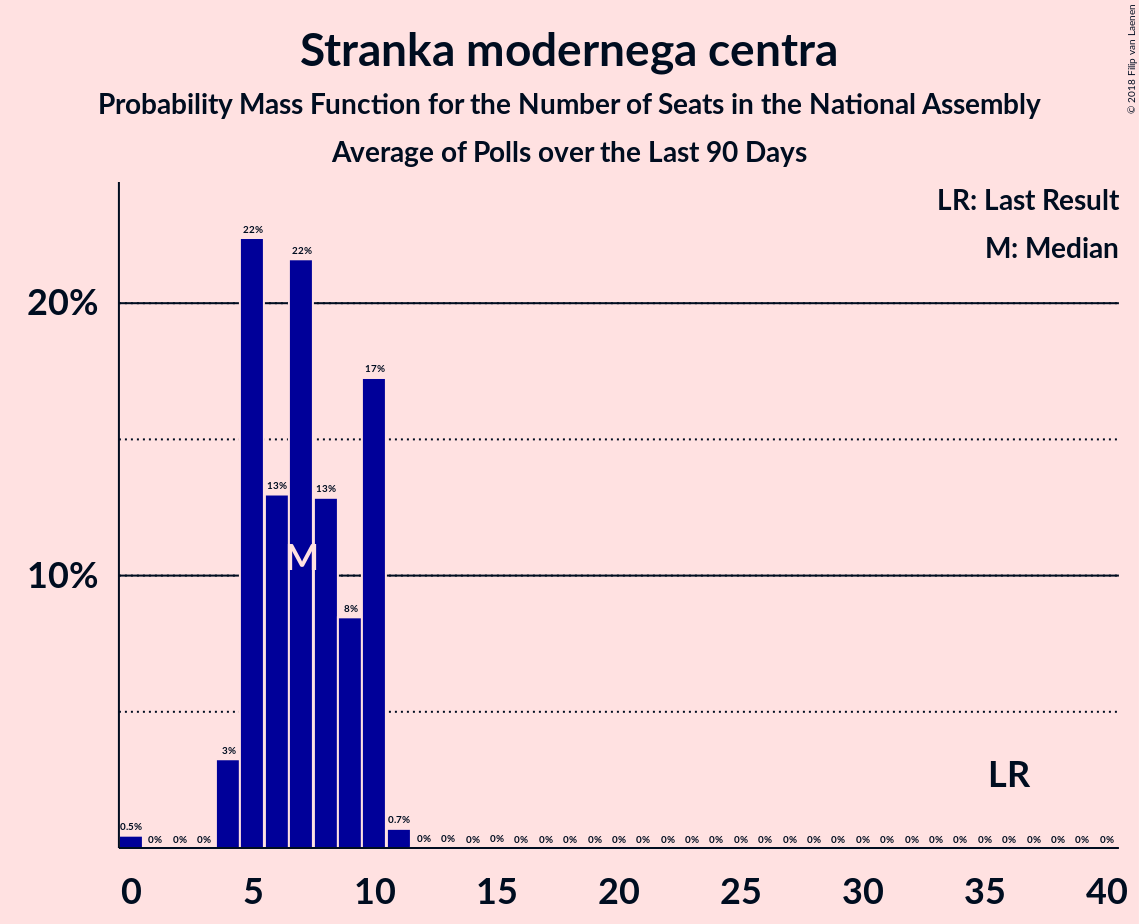 Stranka modernega centra
Probability Mass Function for the Number of Seats in the National Assembly
Average of Polls over the Last 90 Days
© 2018 Filip van Laenen
LR: Last Result
M: Median
20%
10%
0.5% 0% 0% 0% 3% 22% 13% 22% 13% 8% 17% 0.7% 0% 0% 0% 0% 0% 0% 0% 0% 0% 0% 0% 0% 0% 0% 0% 0% 0% 0% 0% 0% 0% 0% 0% 0% 0% 0% 0% 0% 0%
M
LR
0 5 10 15 20 25 30 35 40